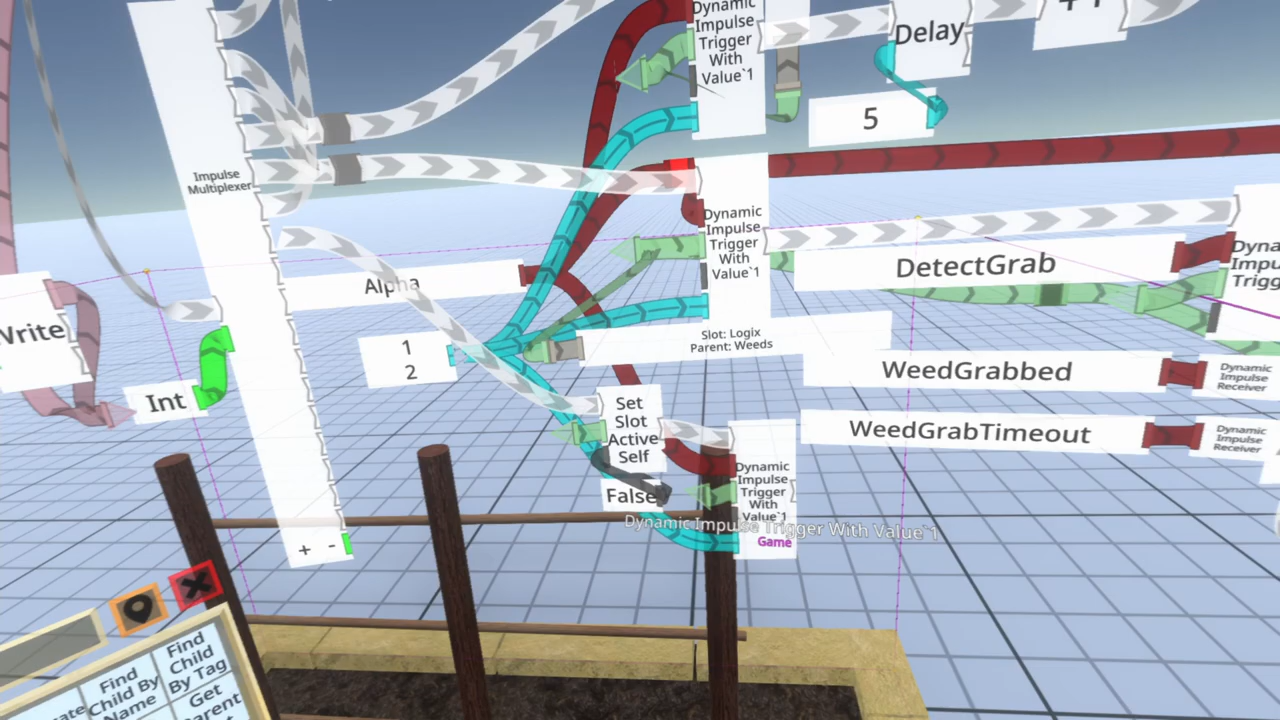 Dynamic
Impulse
Trigger
With
Value`1
Delay
5
Impulse
Multiplexer
Dynamic
Impulse
Trigger
With
Value`1
DetectGrab
Alpha
Write
Slot: Logix
Parent: Weeds
1
2
WeedGrabbed
Dynamic
Impulse
Receiver
Int
Set
Slot
Active
Self
WeedGrabTimeout
Dynamic
Impulse
Receiver
False
Dynamic
Impulse
Trigger
With
Value`1
Dynamic Impulse Trigger With Value`1
Game
+ -
Find
Child By
Name
Find
Child
By Tag
Get